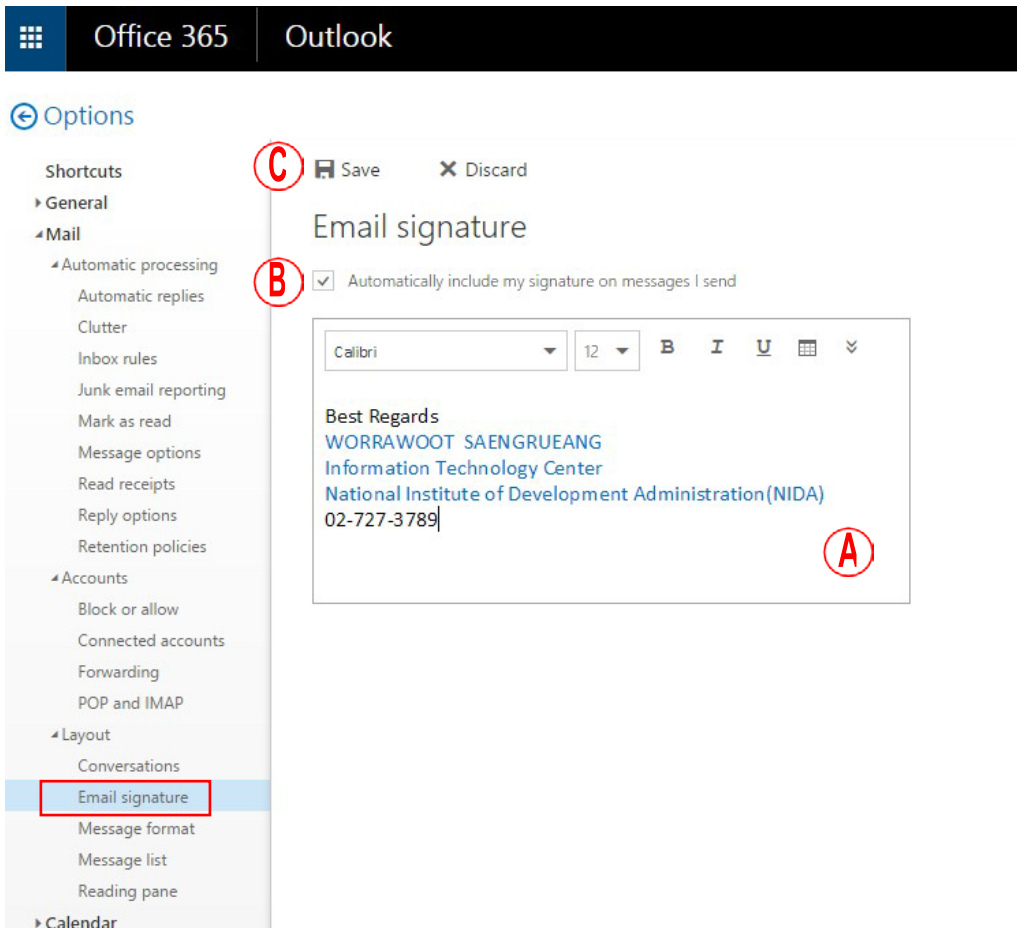 Office 365 Outlook
Options
Shortcuts
General
Mail
Automatic processing
Automatic replies
Clutter
Inbox rules
Junk email reporting
Mark as read
Message options
Read receipts
Reply options
Retention policies
Accounts
Block or allow
Connected accounts
Forwarding
POP and IMAP
Layout
Conversations
Email signature
Message format
Message list
Reading pane
Calendar
C Save Discard
Email signature
B Automatically include my signature on messages I send
Calibri 12 B I U
Best Regards
WORRAWOOT SAENGRUEANG
Information Technology Center
National Institute of Development Administration(NIDA)
02-727-3789
A